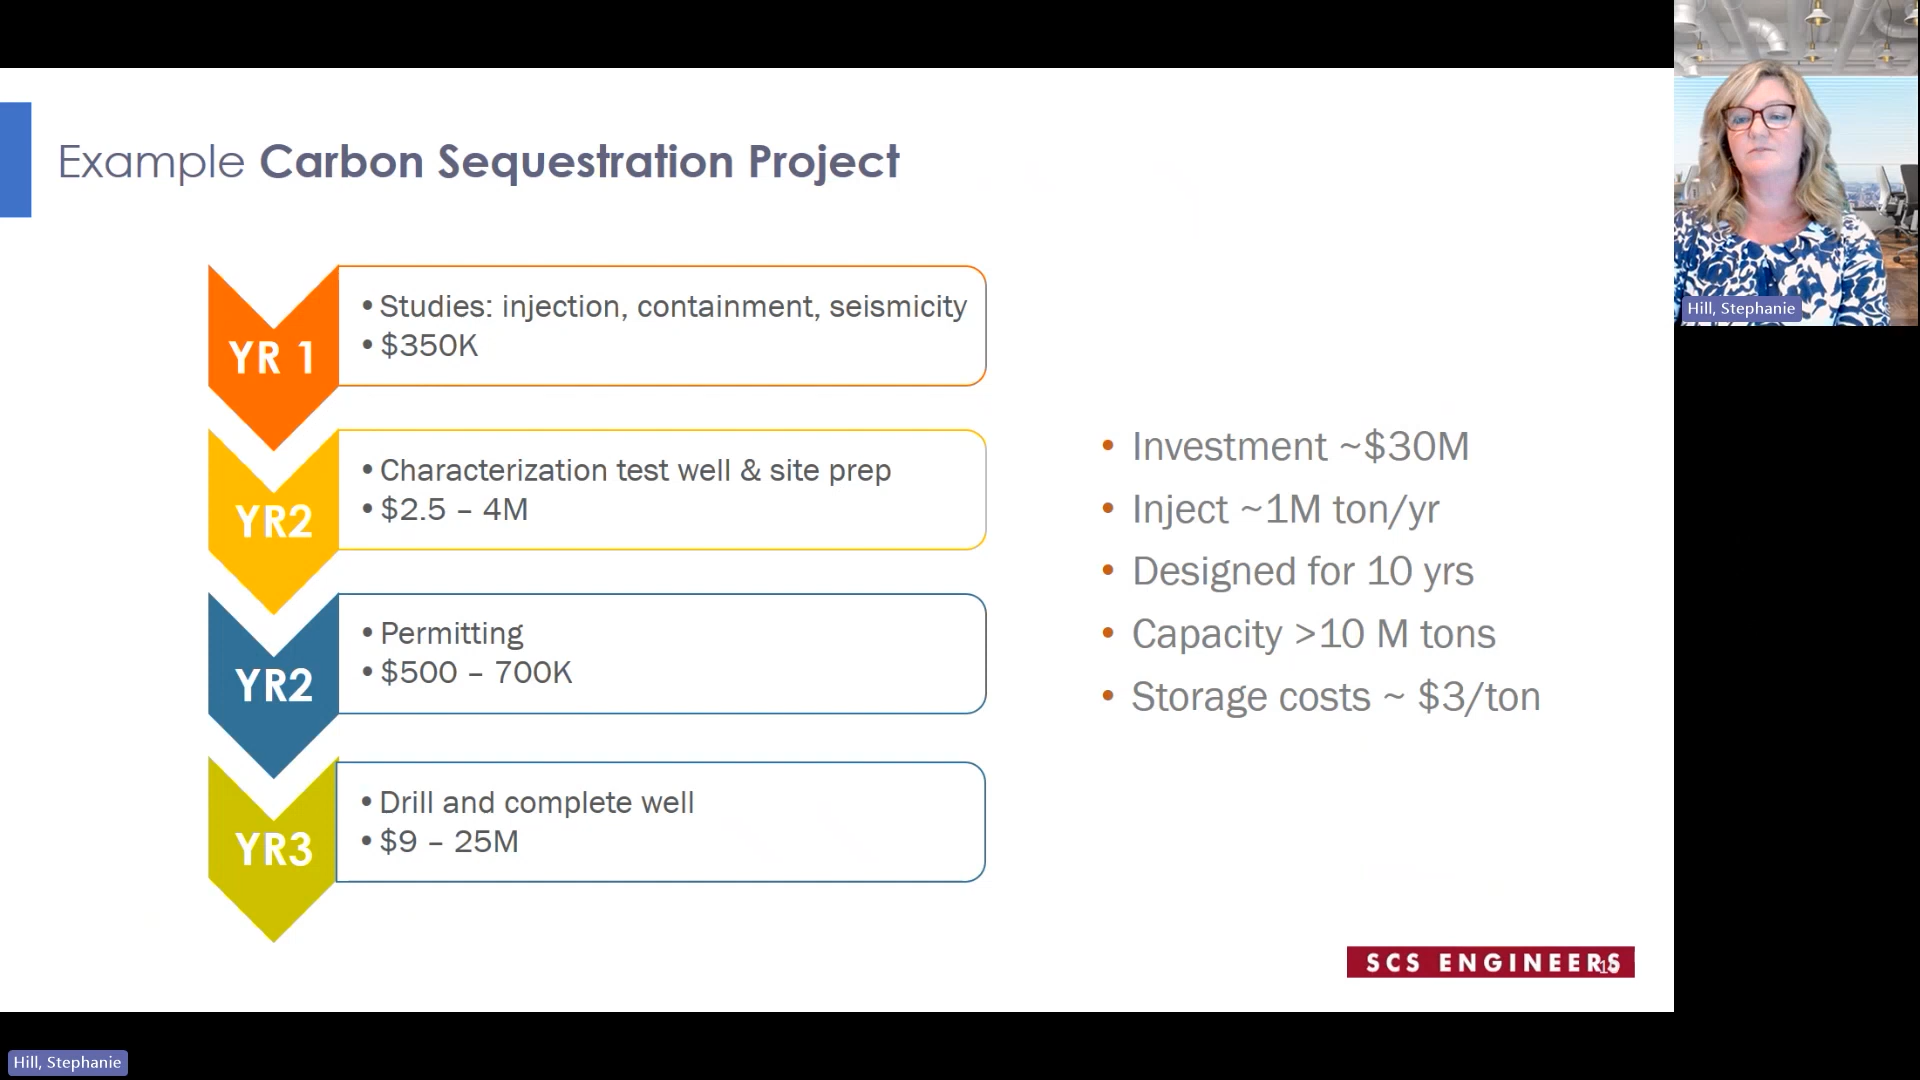 Example Carbon Sequestration Project
YR 1
• Studies: injection, containment, seismicity
• $350K
YR2
• Characterization test well & site prep
• $2.5 – 4M
YR2
• Permitting
• $500 – 700K
YR3
• Drill and complete well
• $9 – 25M
• Investment ~$30M
• Inject ~1M ton/yr
• Designed for 10 yrs
• Capacity >10 M tons
• Storage costs ~ $3/ton
SCS ENGINEERS
Hill, Stephanie
Hill, Stephanie